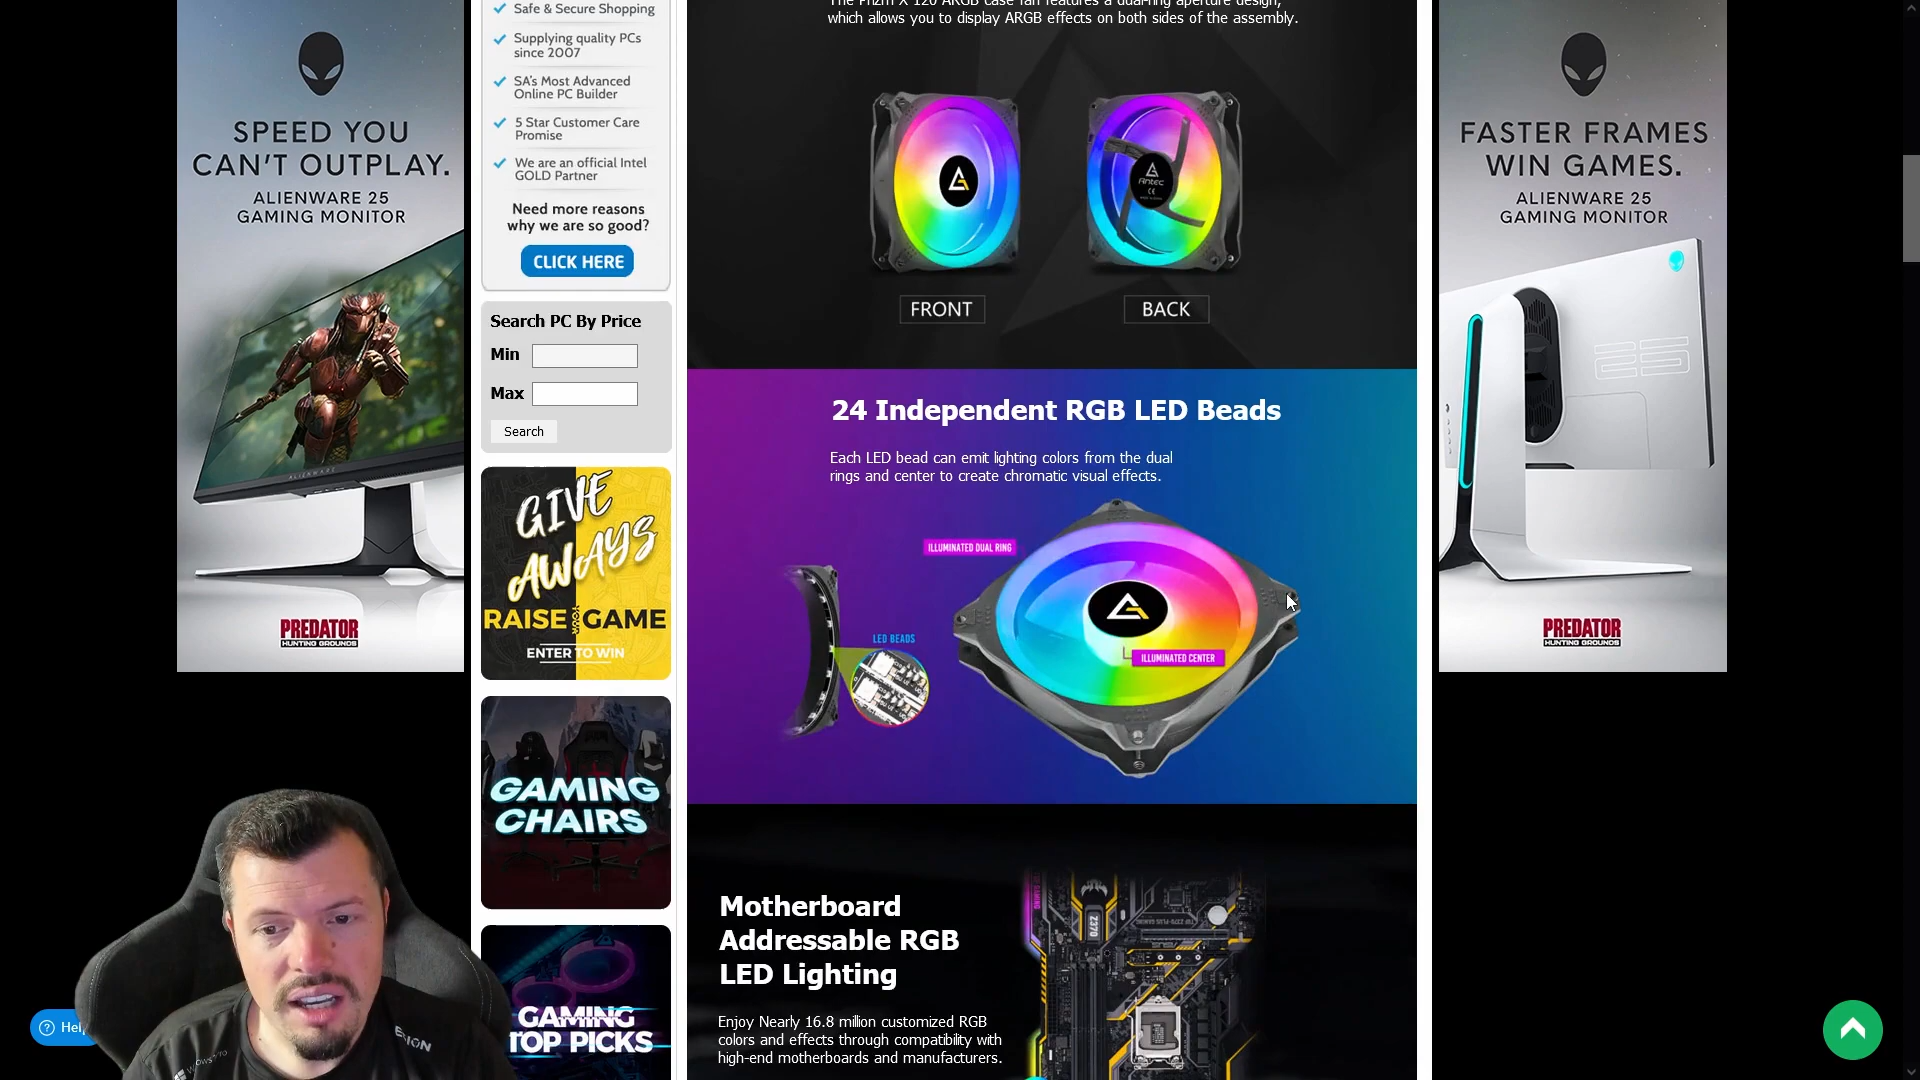 SPEED YOU
CAN'T OUTPLAY.
ALIENWARE 25
GAMING MONITOR
ALIENWARE
PREDATOR
HUNTING GROUNDS
Help
Safe & Secure Shopping
Supplying quality PCs
since 2007
SA's Most Advanced
Online PC Builder
5 Star Customer Care
Promise
We are an official Intel
GOLD Partner
Need more reasons
why we are so good?
CLICK HERE
Search PC By Price
Min
Max
Search
GIVE
AWAYS
RAISE YOUR GAME
ENTER TO WIN
GAMING
CHAIRS
GAMING
TOP PICKS
The Prizm X 120 ARGB case fan features a dual-ring aperture design,
which allows you to display ARGB effects on both sides of the assembly.
Antec
FRONT
BACK
24 Independent RGB LED Beads
Each LED bead can emit lighting colors from the dual
rings and center to create chromatic visual effects.
ILLUMINATED DUAL RING
LED BEADS
ILLUMINATED CENTER
Motherboard
Addressable RGB
LED Lighting
Enjoy Nearly 16.8 million customized RGB
colors and effects through compatibility with
high-end motherboards and manufacturers.
Z370
FASTER FRAMES
WIN GAMES.
ALIENWARE 25
GAMING MONITOR
25
PREDATOR
HUNTING GROUNDS